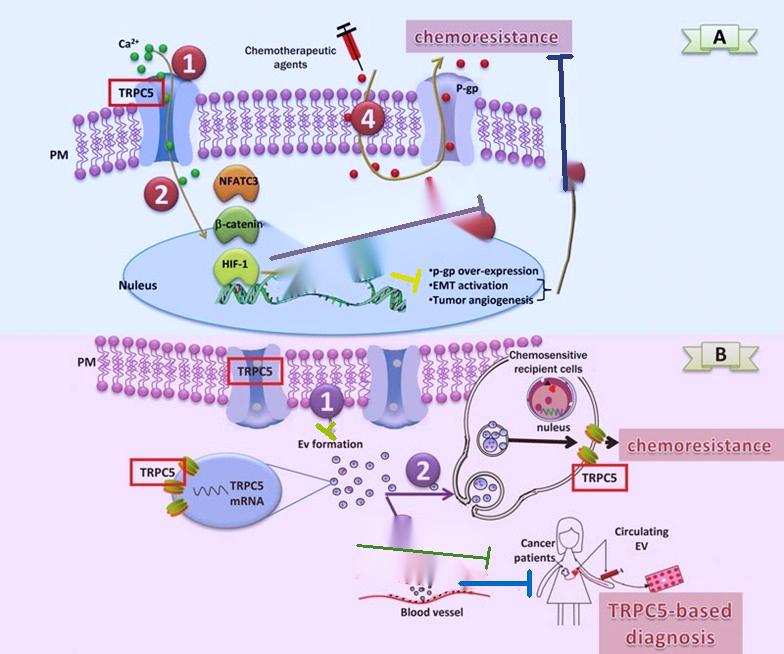 A
chemoresistance
Ca²⁺
Chemotherapeutic
agents
1
TRPC5
P-gp
4
PM
2
NFATC3
β-catenin
HIF-1
Nuleus
•p-gp over-expression
•EMT activation
•Tumor angiogenesis
B
PM
TRPC5
Chemosensitive
recipient cells
nuleus
1
Ev formation
chemoresistance
TRPC5
TRPC5
mRNA
2
TRPC5
Cancer
patients
Circulating
EV
Blood vessel
TRPC5-based
diagnosis